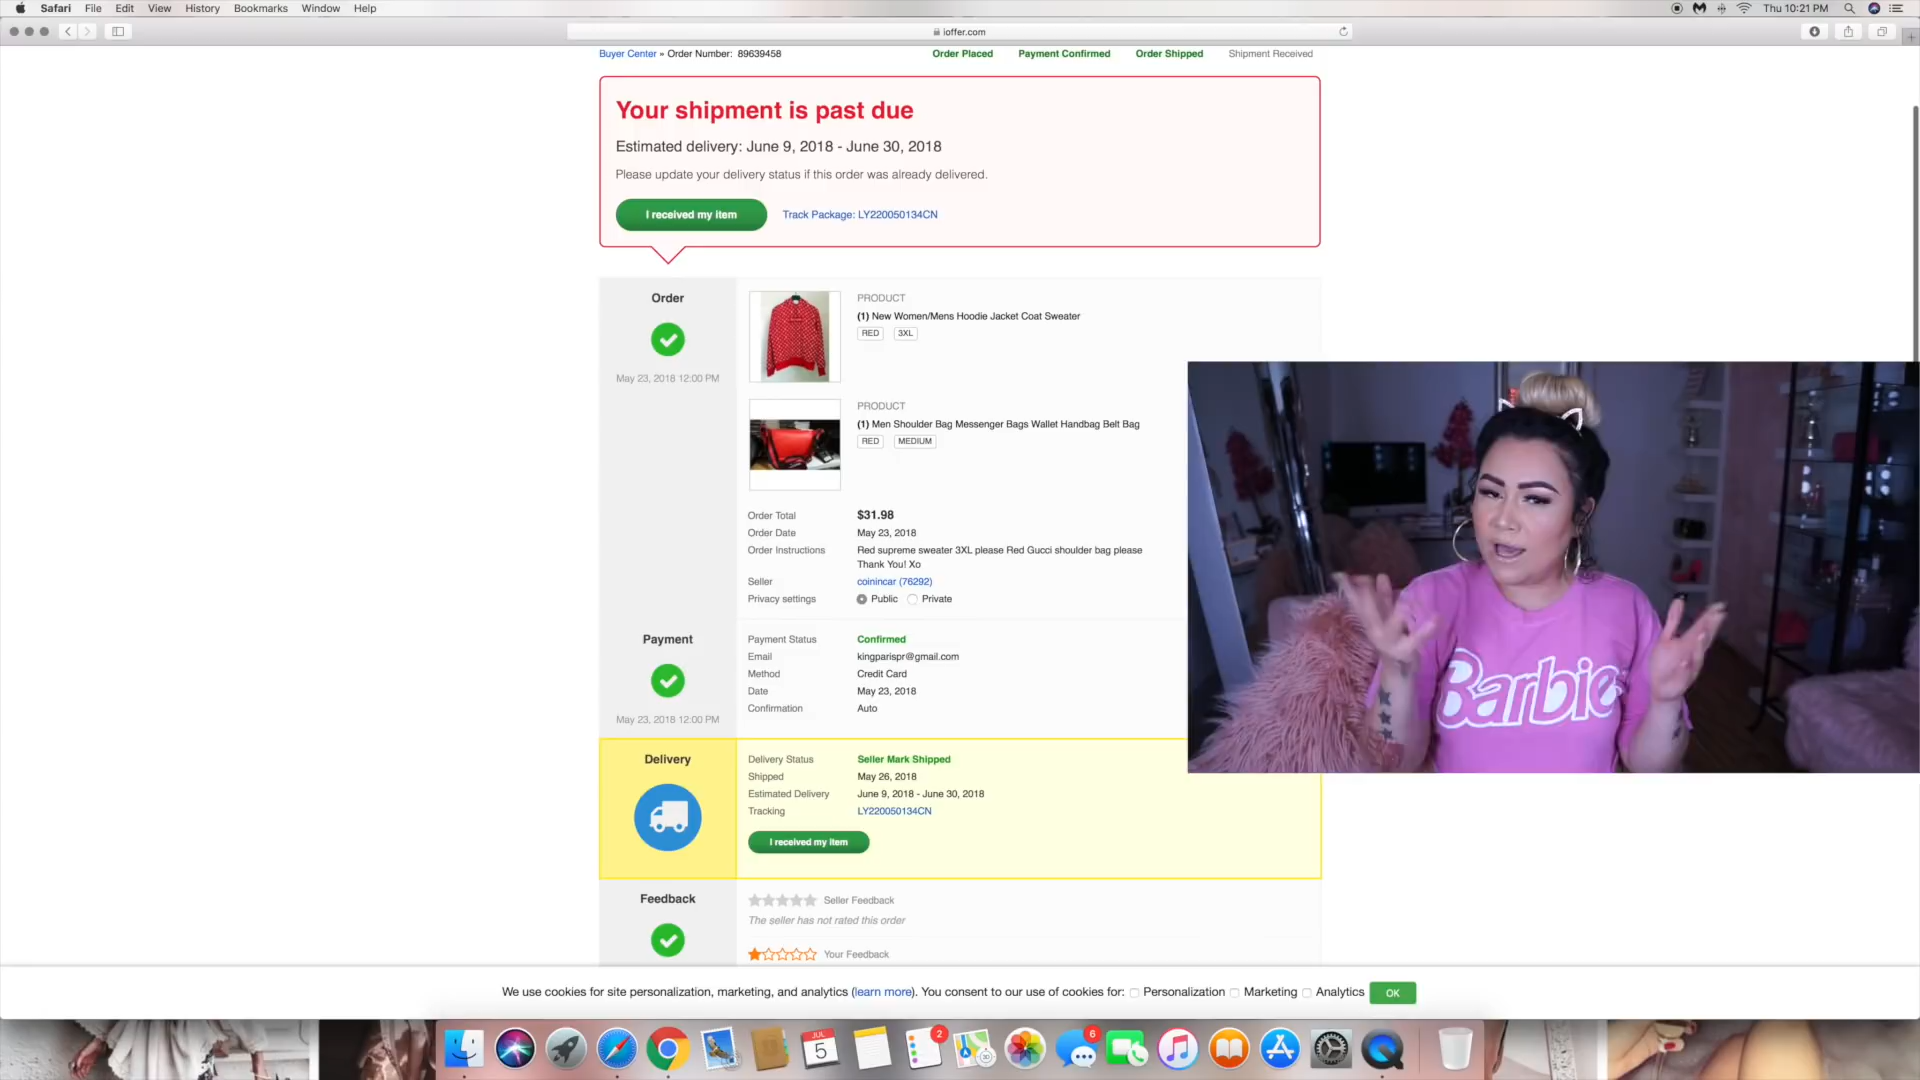 Safari File Edit View History Bookmarks Window Help Thu 10:21 PM
ioffer.com
Buyer Center » Order Number: 89639458 Order Placed Payment Confirmed Order Shipped Shipment Received
Your shipment is past due
Estimated delivery: June 9, 2018 - June 30, 2018
Please update your delivery status if this order was already delivered.
I received my item Track Package: LY220050134CN
Order
May 23, 2018 12:00 PM
PRODUCT
(1) New Women/Mens Hoodie Jacket Coat Sweater
RED 3XL
PRODUCT
(1) Men Shoulder Bag Messenger Bags Wallet Handbag Belt Bag
RED MEDIUM
Order Total $31.98
Order Date May 23, 2018
Order Instructions Red supreme sweater 3XL please Red Gucci shoulder bag please
Thank You! Xo
Seller coinincar (76292)
Privacy settings Public Private
Payment
May 23, 2018 12:00 PM
Payment Status Confirmed
Email kingparispr@gmail.com
Method Credit Card
Date May 23, 2018
Confirmation Auto
Barbie
Delivery
Delivery Status Seller Mark Shipped
Shipped May 26, 2018
Estimated Delivery June 9, 2018 - June 30, 2018
Tracking LY220050134CN
I received my item
Feedback
Seller Feedback
The seller has not rated this order
Your Feedback
We use cookies for site personalization, marketing, and analytics (learn more). You consent to our use of cookies for: Personalization Marketing Analytics OK
JUL
5
2
6